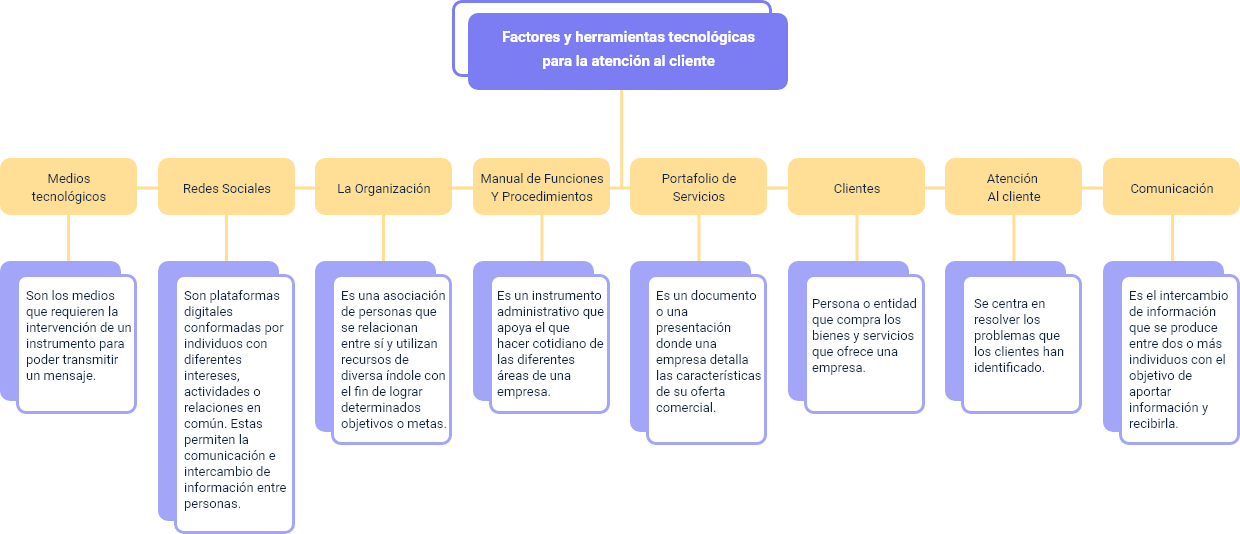 Factores y herramientas tecnológicas
para la atención al cliente
Medios
tecnológicos
Redes Sociales
La Organización
Manual de Funciones
Y Procedimientos
Portafolio de
Servicios
Clientes
Atención
Al cliente
Comunicación
Son los medios
que requieren la
intervención de un
instrumento para
poder transmitir
un mensaje.
Son plataformas
digitales
conformadas por
individuos con
diferentes
intereses,
actividades o
relaciones en
común. Estas
permiten la
comunicación e
intercambio de
información entre
personas.
Es una asociación
de personas que
se relacionan
entre sí y utilizan
recursos de
diversa índole con
el fin de lograr
determinados
objetivos o metas.
Es un instrumento
administrativo que
apoya el que
hacer cotidiano de
las diferentes
áreas de una
empresa.
Es un documento
o una
presentación
donde una
empresa detalla
las características
de su oferta
comercial.
Persona o entidad
que compra los
bienes y servicios
que ofrece una
empresa.
Se centra en
resolver los
problemas que
los clientes han
identificado.
Es el intercambio
de información
que se produce
entre dos o más
individuos con el
objetivo de
aportar
información y
recibirla.